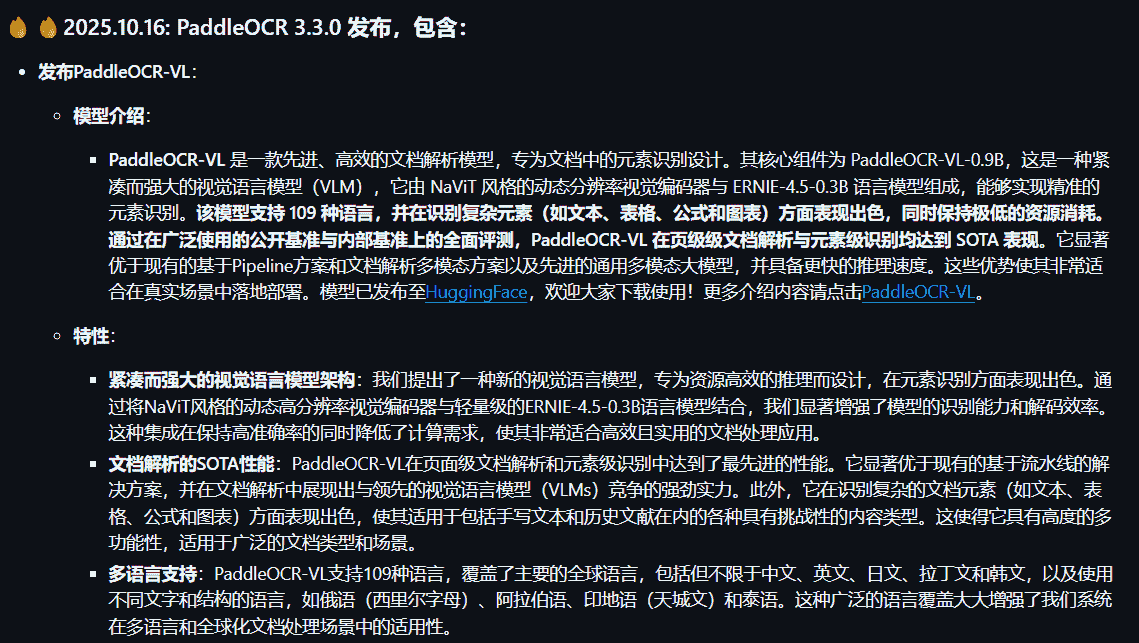 🔥🔥2025.10.16: PaddleOCR 3.3.0 发布，包含：
• 发布PaddleOCR-VL：
◦ 模型介绍：
▪ PaddleOCR-VL 是一款先进、高效的文档解析模型，专为文档中的元素识别设计。其核心组件为 PaddleOCR-VL-0.9B，这是一种紧
凑而强大的视觉语言模型（VLM），它由 NaViT 风格的动态分辨率视觉编码器与 ERNIE-4.5-0.3B 语言模型组成，能够实现精准的
元素识别。该模型支持 109 种语言，并在识别复杂元素（如文本、表格、公式和图表）方面表现出色，同时保持极低的资源消耗。
通过在广泛使用的公开基准与内部基准上的全面评测，PaddleOCR-VL 在页级级文档解析与元素级识别均达到 SOTA 表现。它显著
优于现有的基于Pipeline方案和文档解析多模态方案以及先进的通用多模态大模型，并具备更快的推理速度。这些优势使其非常适
合在真实场景中落地部署。模型已发布至HuggingFace，欢迎大家下载使用！更多介绍内容请点击PaddleOCR-VL。
◦ 特性：
▪ 紧凑而强大的视觉语言模型架构：我们提出了一种新的视觉语言模型，专为资源高效的推理而设计，在元素识别方面表现出色。通
过将NaViT风格的动态高分辨率视觉编码器与轻量级的ERNIE-4.5-0.3B语言模型结合，我们显著增强了模型的识别能力和解码效率。
这种集成在保持高准确率的同时降低了计算需求，使其非常适合高效且实用的文档处理应用。
▪ 文档解析的SOTA性能：PaddleOCR-VL在页面级文档解析和元素级识别中达到了最先进的性能。它显著优于现有的基于流水线的解
决方案，并在文档解析中展现出与领先的视觉语言模型（VLMs）竞争的强劲实力。此外，它在识别复杂的文档元素（如文本、表
格、公式和图表）方面表现出色，使其适用于包括手写文本和历史文献在内的各种具有挑战性的内容类型。这使得它具有高度的多
功能性，适用于广泛的文档类型和场景。
▪ 多语言支持：PaddleOCR-VL支持109种语言，覆盖了主要的全球语言，包括但不限于中文、英文、日文、拉丁文和韩文，以及使用
不同文字和结构的语言，如俄语（西里尔字母）、阿拉伯语、印地语（天城文）和泰语。这种广泛的语言覆盖大大增强了我们系统
在多语言和全球化文档处理场景中的适用性。